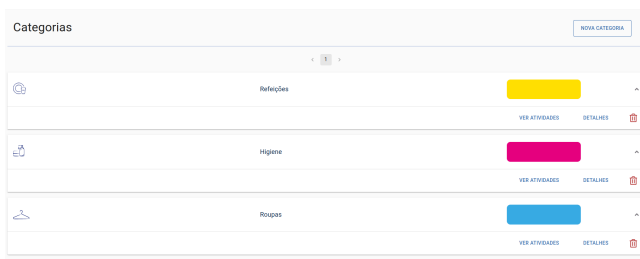 Categorias
NOVA CATEGORIA
‹ 1 ›
Refeições
VER ATIVIDADES DETALHES
Higiene
VER ATIVIDADES DETALHES
Roupas
VER ATIVIDADES DETALHES